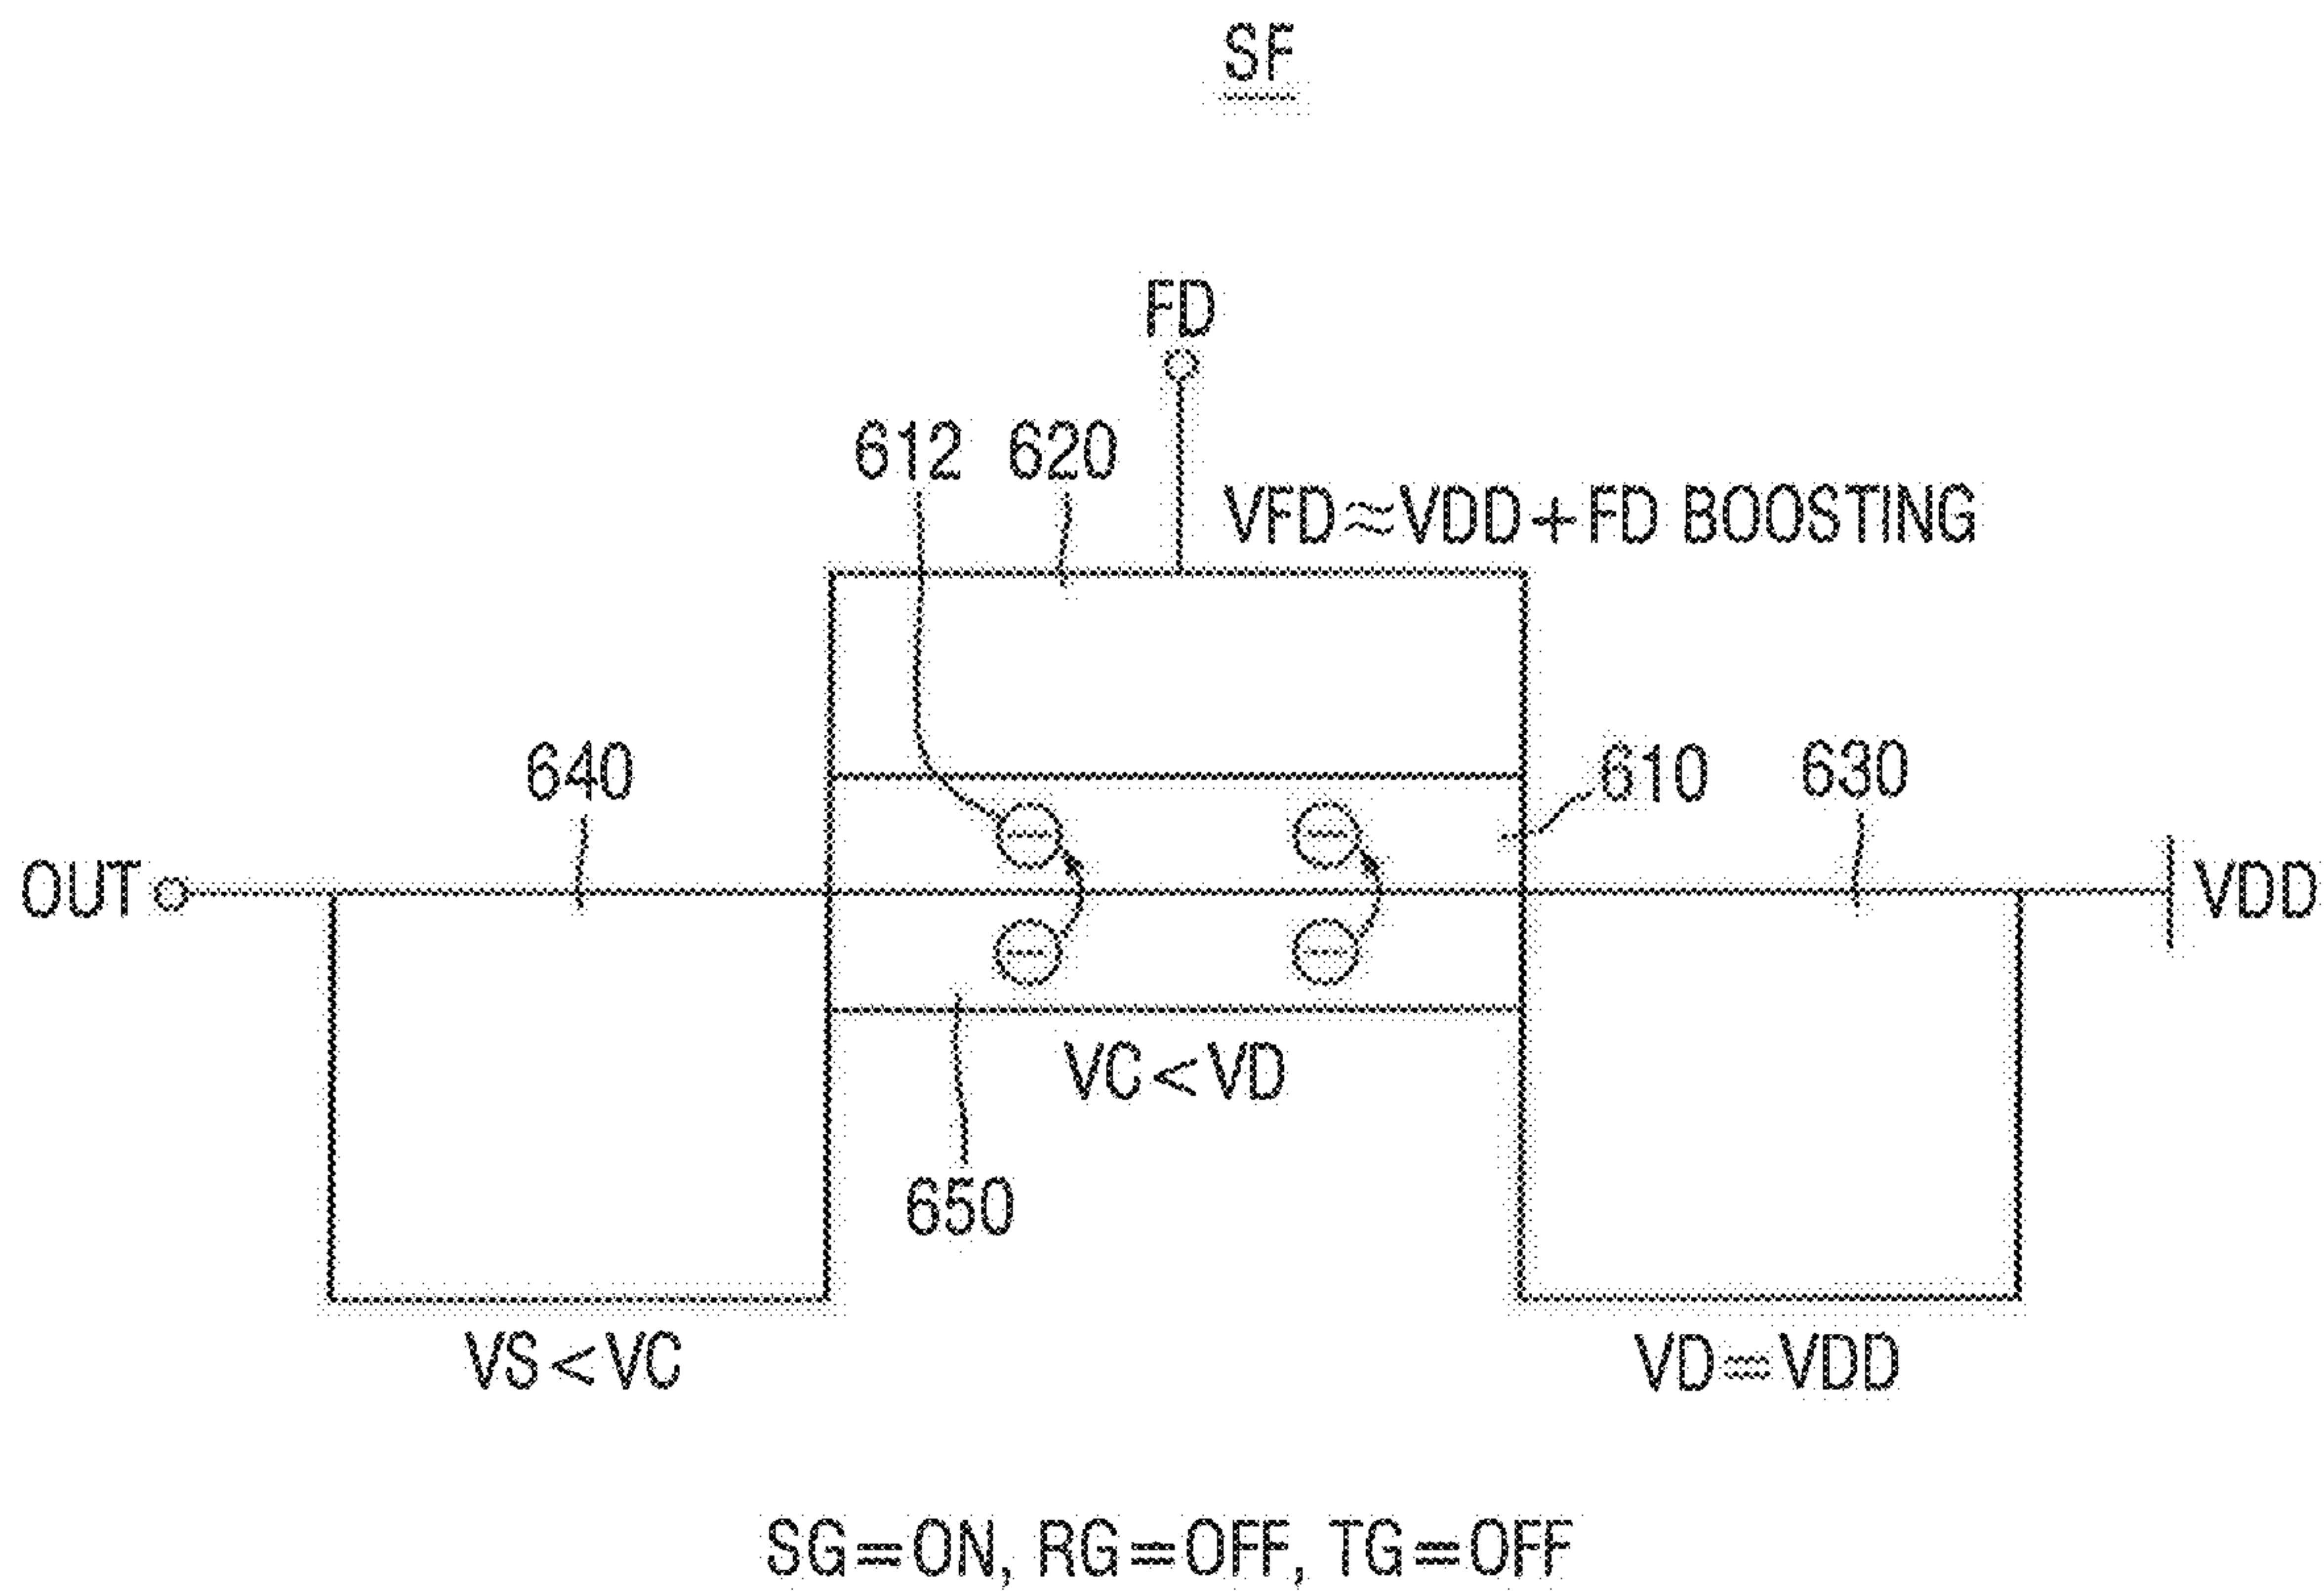 SF
FD
612 620
VFD≈VDD+FD BOOSTING
640
610
630
OUT
VDD
VC<VD
650
VS<VC
VD=VDD
SG=ON, RG=OFF, TG=OFF